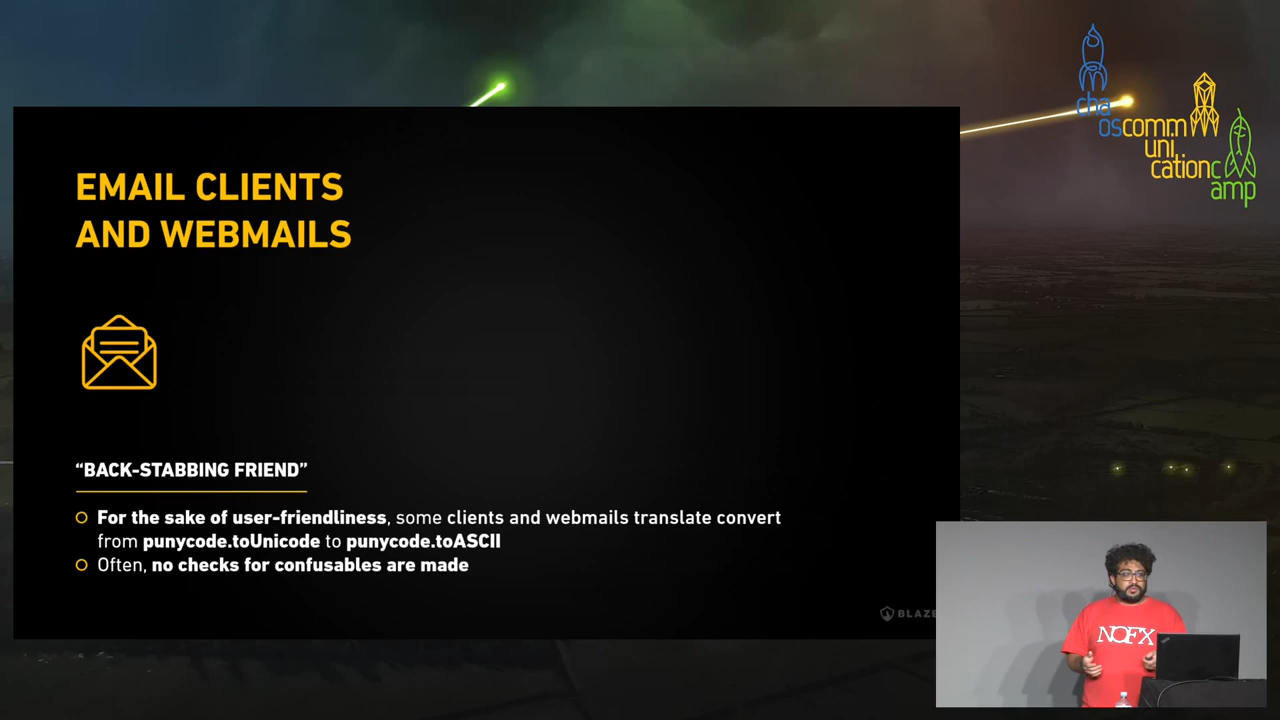 EMAIL CLIENTS
AND WEBMAILS
“BACK-STABBING FRIEND”
For the sake of user-friendliness, some clients and webmails translate convert
from punycode.toUnicode to punycode.toASCII
Often, no checks for confusables are made
BLAZE
chaoscommunicationcamp
NOFX